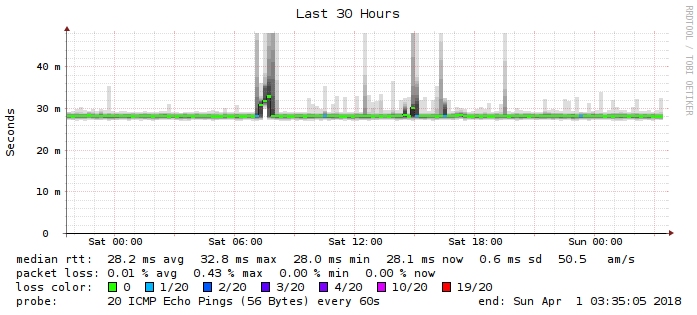 Last 30 Hours
RRDTOOL / TOBI OETIKER
Seconds
40 m
30 m
20 m
10 m
0
Sat 00:00 Sat 06:00 Sat 12:00 Sat 18:00 Sun 00:00
median rtt: 28.2 ms avg 32.8 ms max 28.0 ms min 28.1 ms now 0.6 ms sd 50.5 am/s
packet loss: 0.01 % avg 0.43 % max 0.00 % min 0.00 % now
loss color: 0 1/20 2/20 3/20 4/20 10/20 19/20
probe: 20 ICMP Echo Pings (56 Bytes) every 60s end: Sun Apr 1 03:35:05 2018